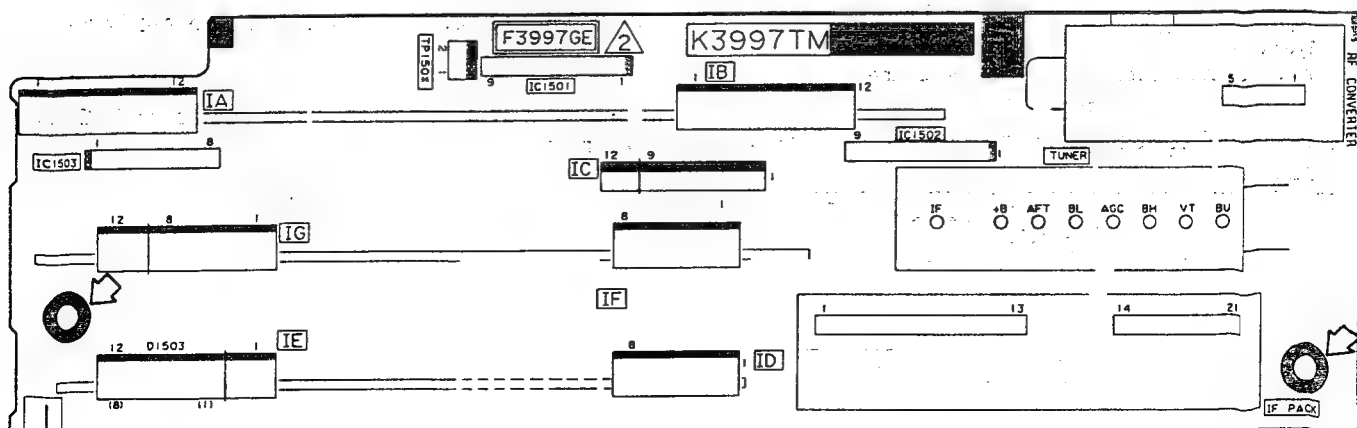 F3997GE 2 K3997TM
TP150x 2 1
9 IC1501 1
1 12 IA
1 IB 12
5 1
RF CONVERTER
IC1503 1 8
9 IC1502 1
12 9 IC 1
TUNER
IF +B AFT BL AGC BH VT BU
12 8 1 IG
8 1
IF
1 13 14 21
12 D1503 1 IE
8 1 ID
(8) (1)
1
IF PACK